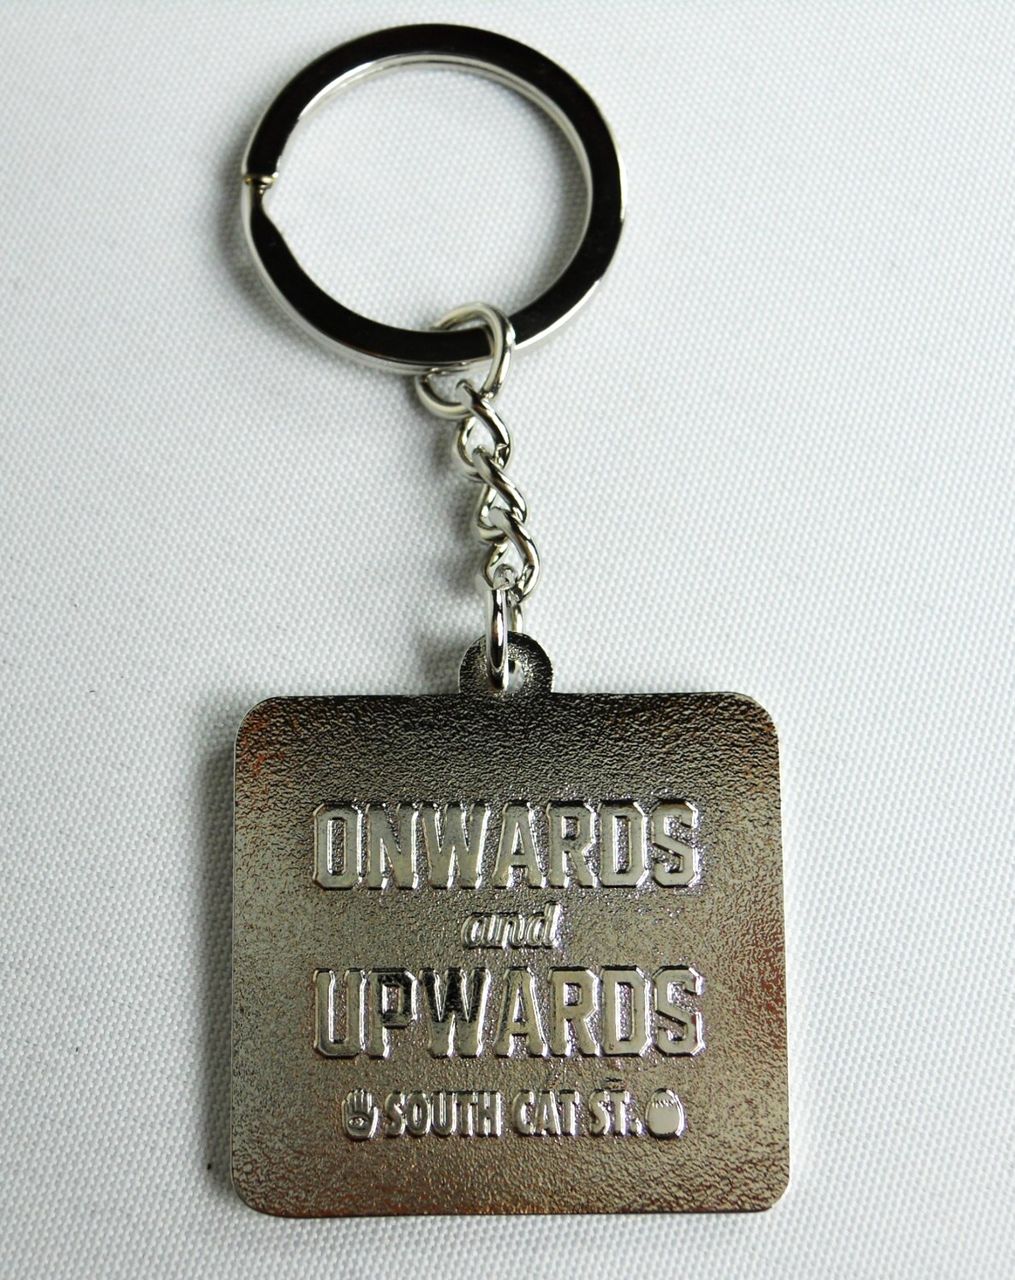 ONWARDS
and
UPWARDS
SOUTH CAT ST.